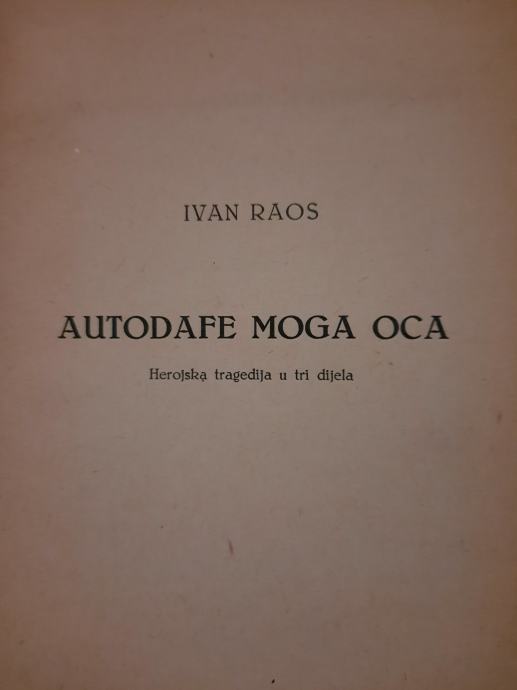 IVAN RAOS
AUTODAFE MOGA OCA
Herojska tragedija u tri dijela